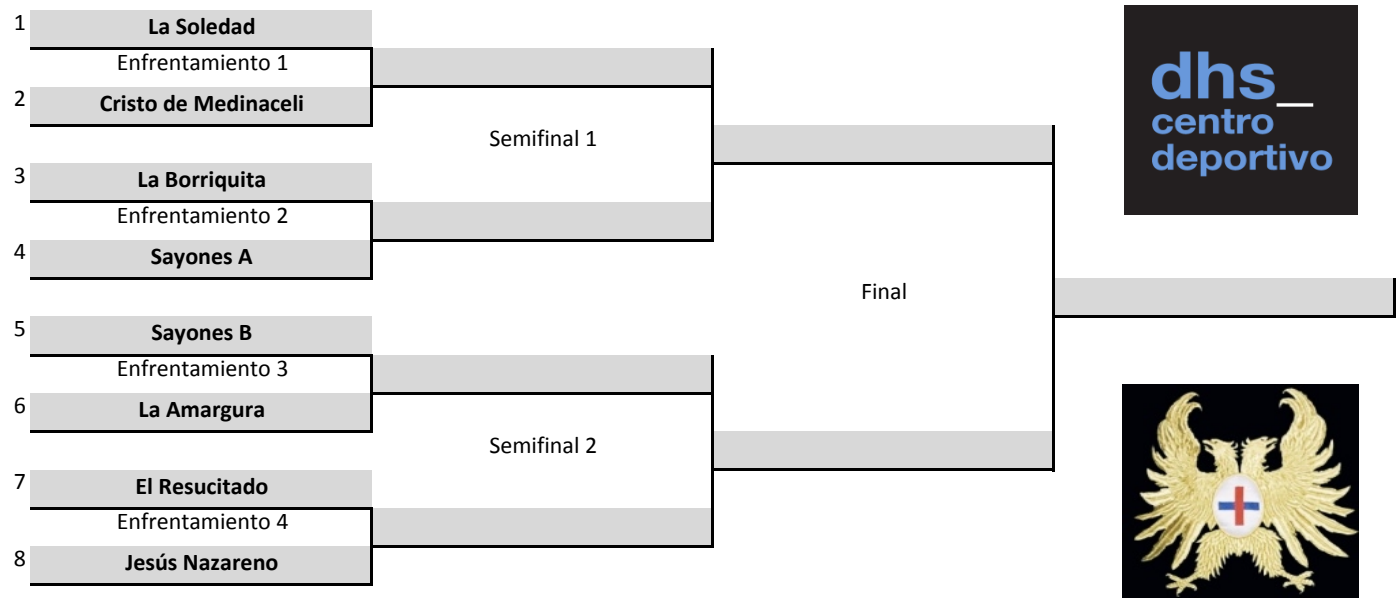 1 La Soledad
Enfrentamiento 1
2 Cristo de Medinaceli
Semifinal 1
3 La Borriquita
Enfrentamiento 2
4 Sayones A
Final
5 Sayones B
Enfrentamiento 3
6 La Amargura
Semifinal 2
7 El Resucitado
Enfrentamiento 4
8 Jesús Nazareno
dhs_
centro
deportivo